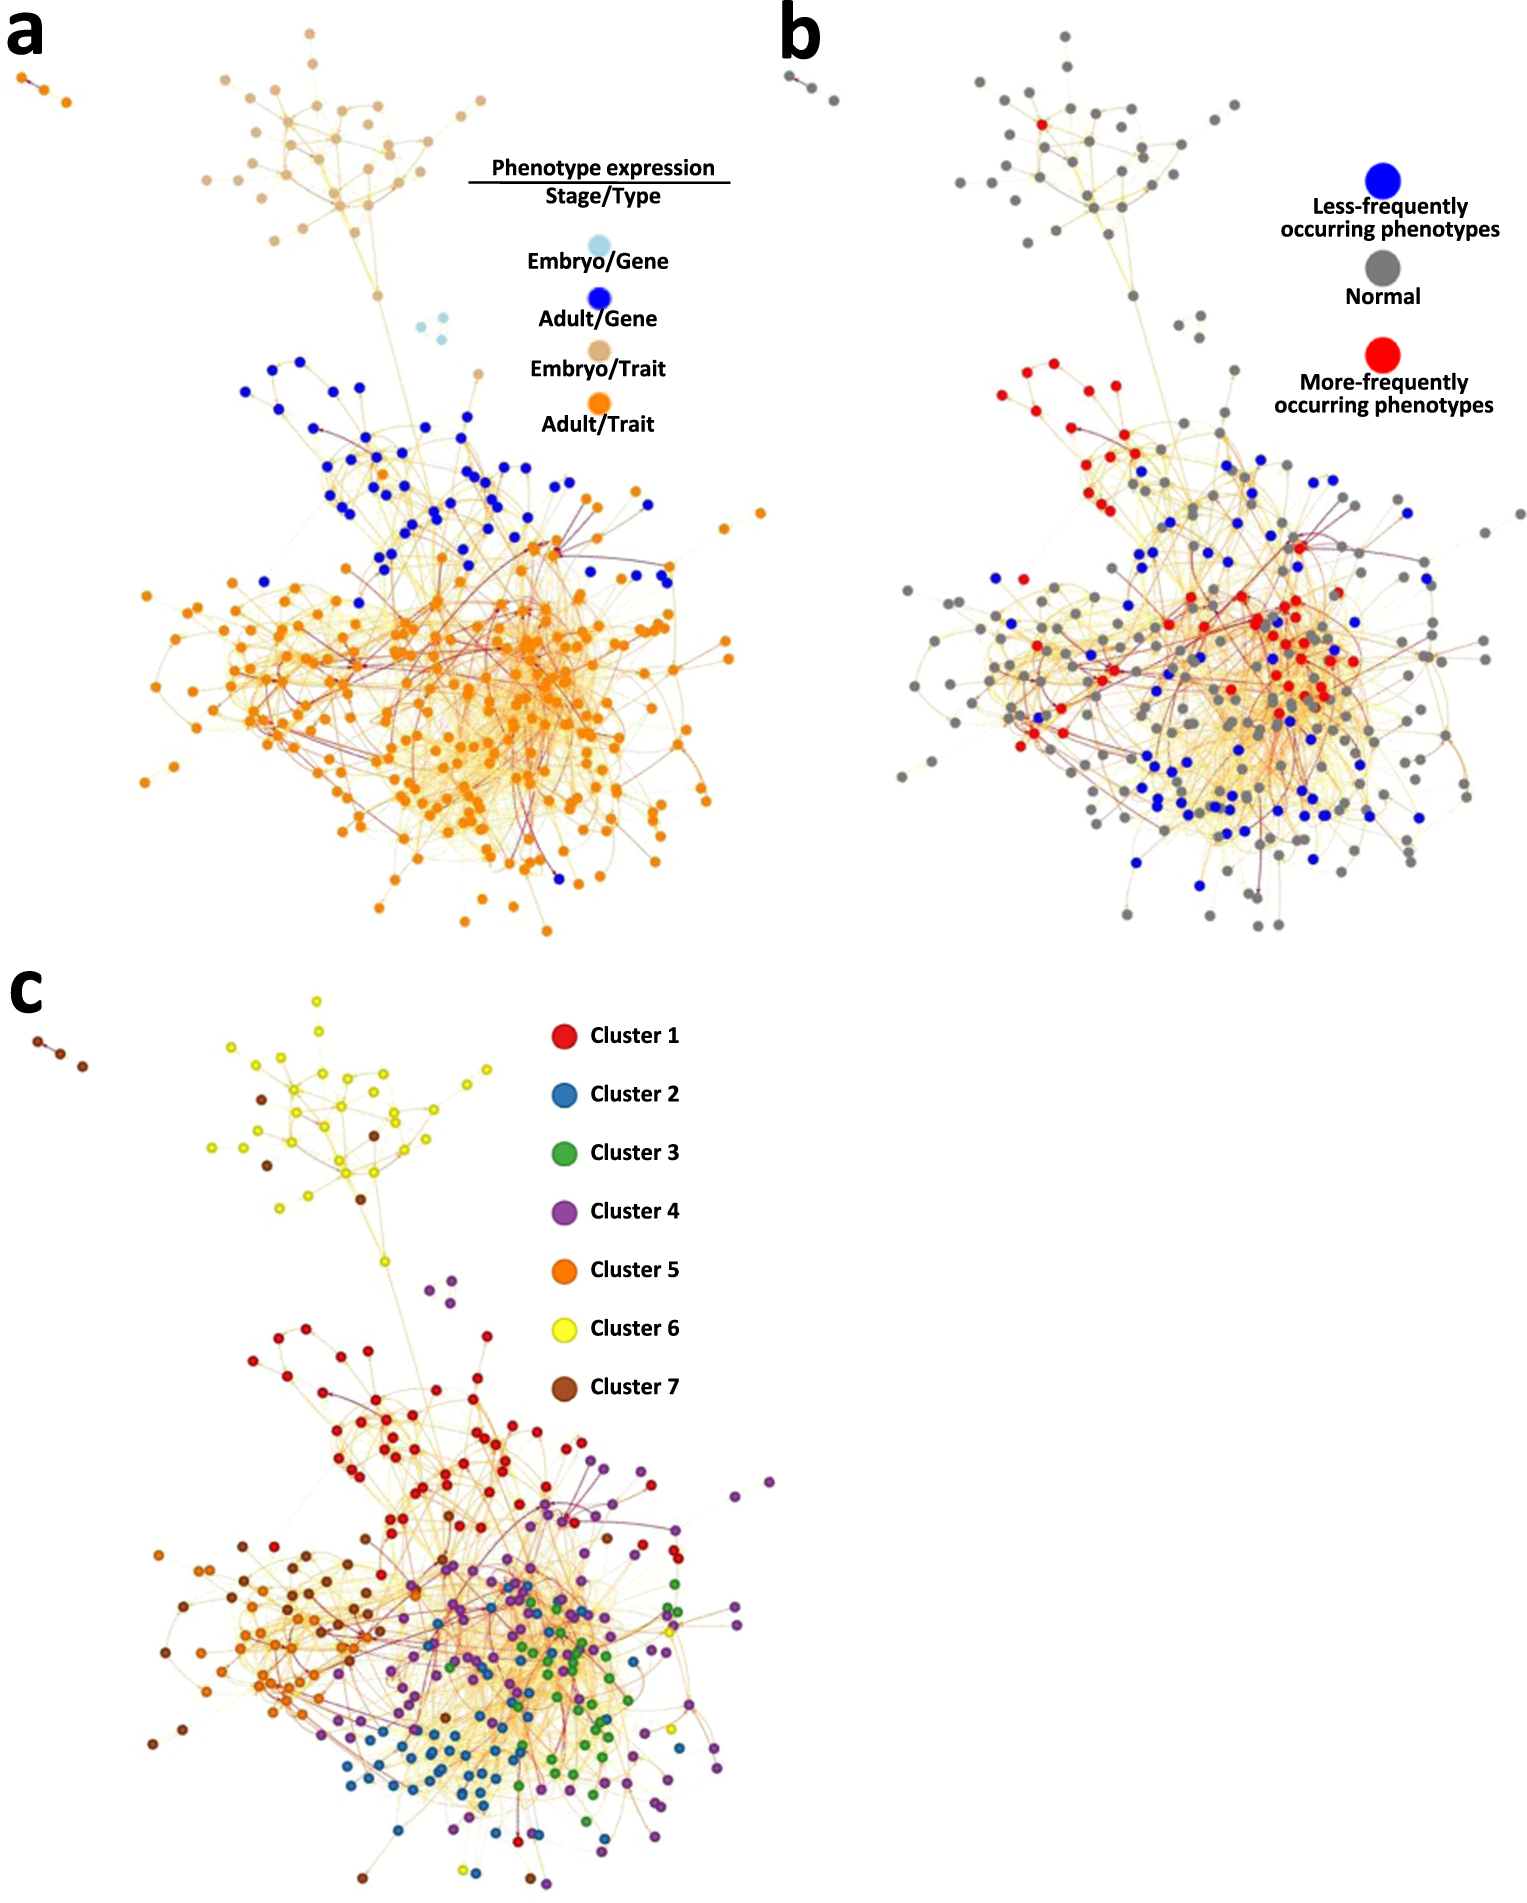 a
Phenotype expression
Stage/Type
Embryo/Gene
Adult/Gene
Embryo/Trait
Adult/Trait
b
Less-frequently
occurring phenotypes
Normal
More-frequently
occurring phenotypes
c
Cluster 1
Cluster 2
Cluster 3
Cluster 4
Cluster 5
Cluster 6
Cluster 7